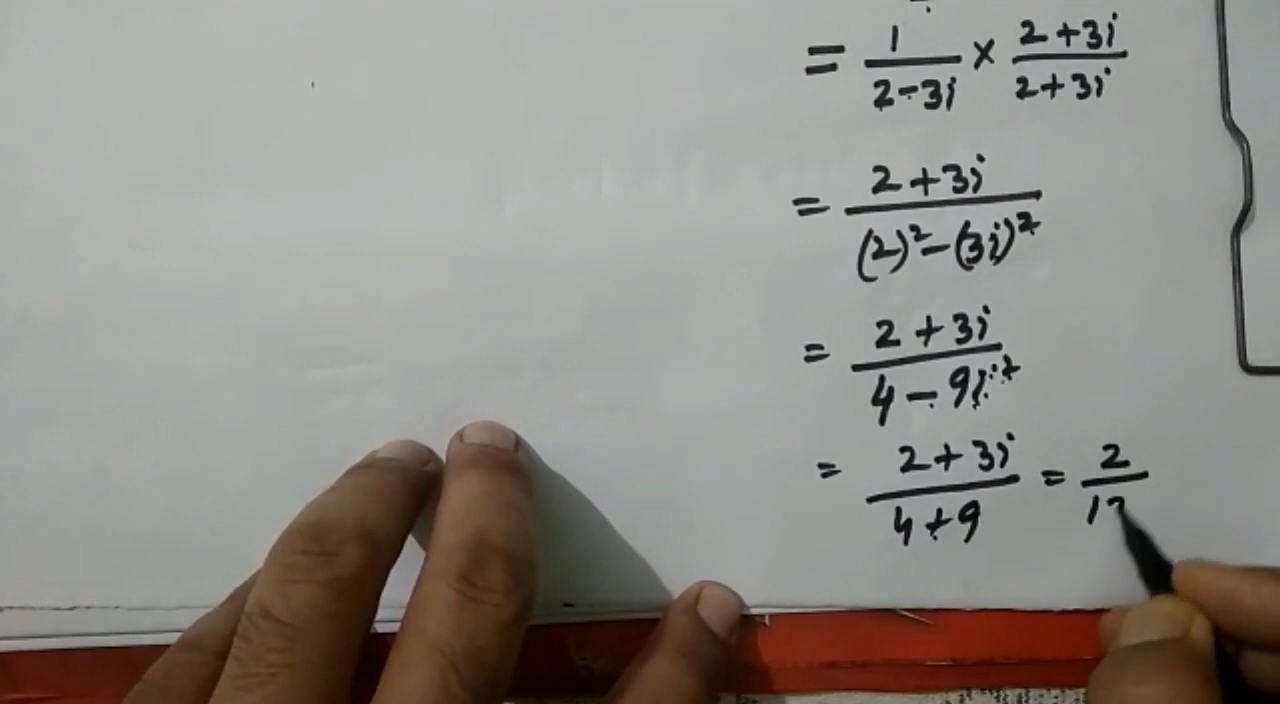 = 1/(2-3i) × (2+3i)/(2+3i)
= (2+3i)/((2)²-(3i)²)
= (2+3i)/(4-9i²)
= (2+3i)/(4+9) = 2/13